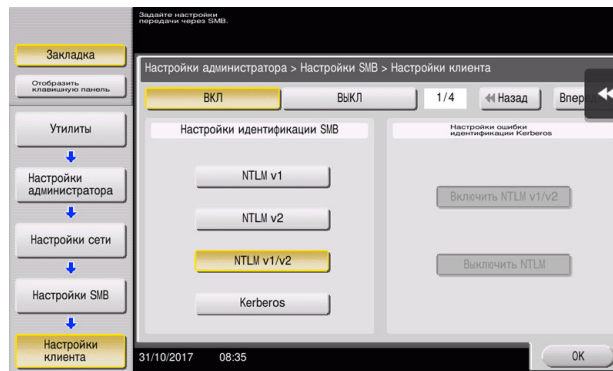 Задайте настройки
передачи через SMB.
Закладка
Отобразить
клавишную панель
Утилиты
Настройки
администратора
Настройки сети
Настройки SMB
Настройки
клиента
Настройки администратора > Настройки SMB > Настройки клиента
ВКЛ
ВЫКЛ
1/4
Назад
Впер
Настройки идентификации SMB
NTLM v1
NTLM v2
NTLM v1/v2
Kerberos
Настройки ошибки
идентификации Kerberos
Включить NTLM v1/v2
Выключить NTLM
31/10/2017 08:35
OK